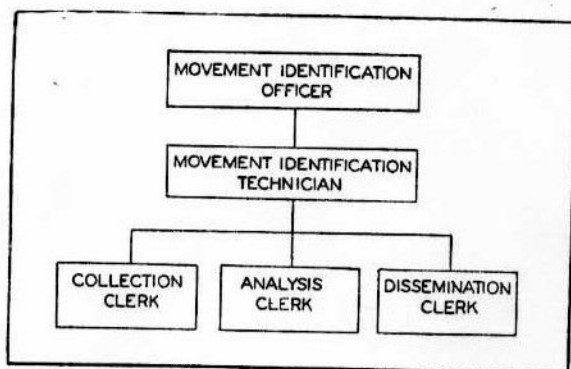 MOVEMENT IDENTIFICATION
OFFICER
MOVEMENT IDENTIFICATION
TECHNICIAN
COLLECTION
CLERK
ANALYSIS
CLERK
DISSEMINATION
CLERK